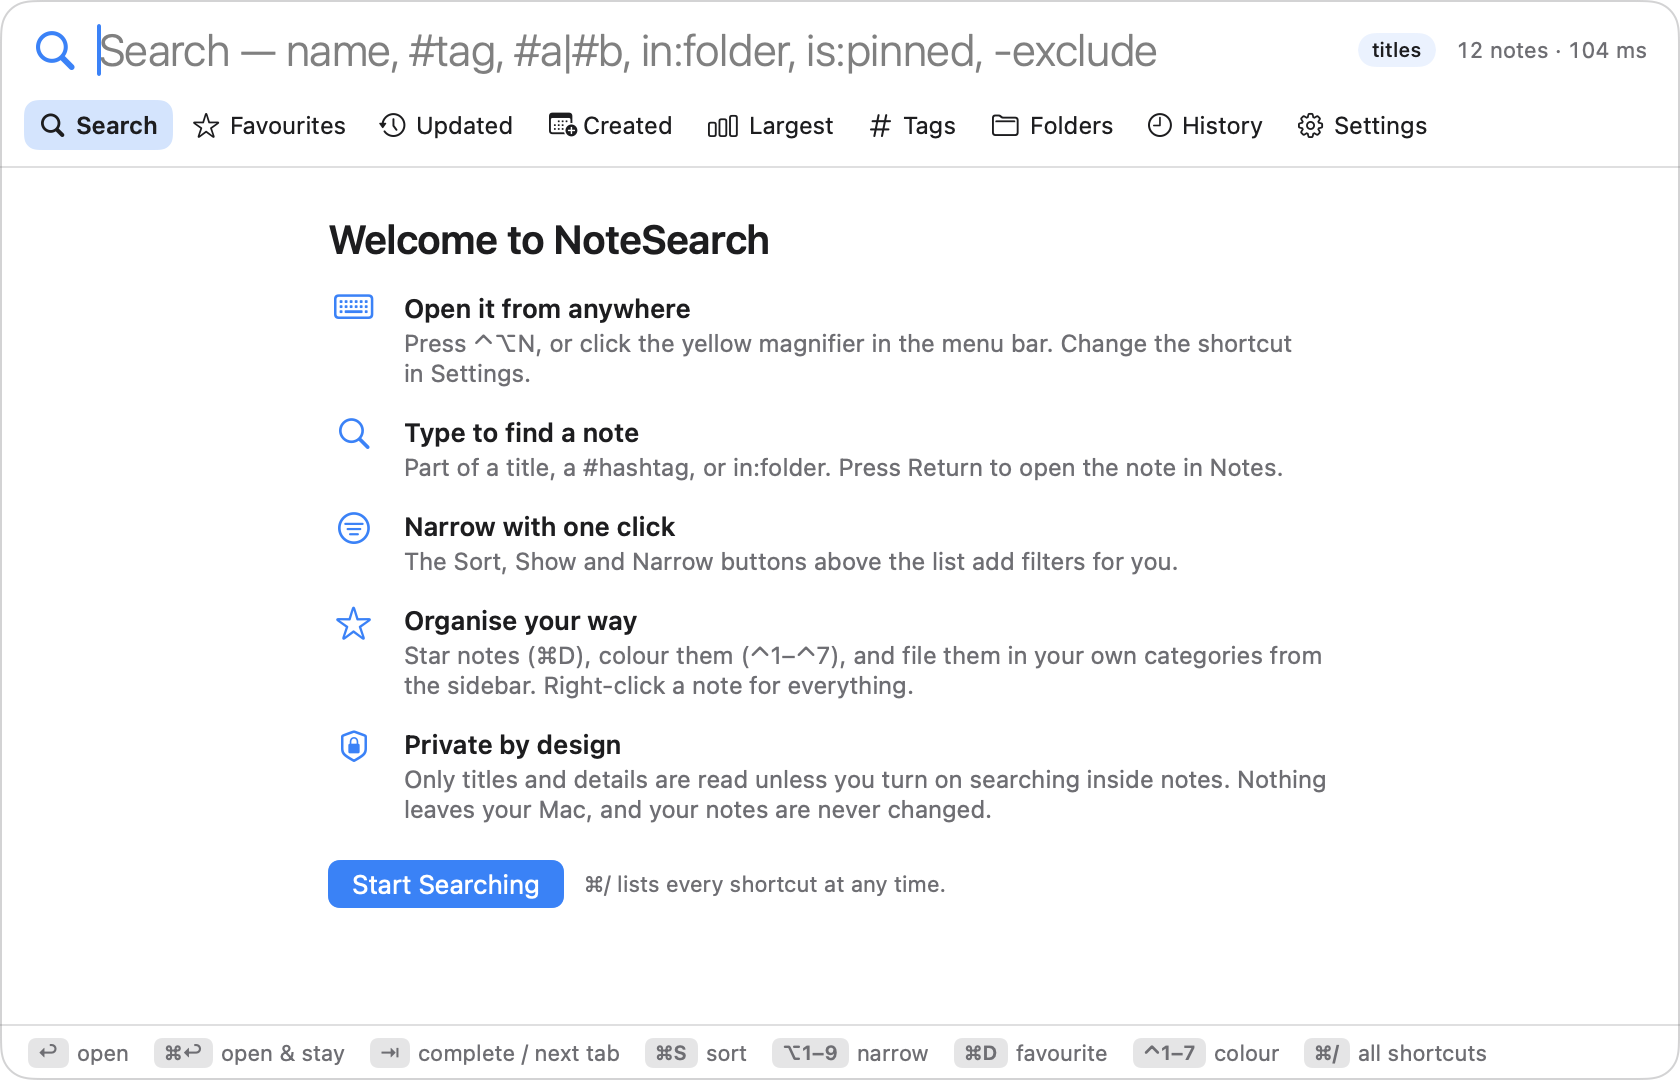 Search — name, #tag, #a|#b, in:folder, is:pinned, -exclude
titles
12 notes · 104 ms
Search
Favourites
Updated
Created
Largest
Tags
Folders
History
Settings
Welcome to NoteSearch
Open it from anywhere
Press ⌃⌥N, or click the yellow magnifier in the menu bar. Change the shortcut
in Settings.
Type to find a note
Part of a title, a #hashtag, or in:folder. Press Return to open the note in Notes.
Narrow with one click
The Sort, Show and Narrow buttons above the list add filters for you.
Organise your way
Star notes (⌘D), colour them (⌃1–⌃7), and file them in your own categories from
the sidebar. Right-click a note for everything.
Private by design
Only titles and details are read unless you turn on searching inside notes. Nothing
leaves your Mac, and your notes are never changed.
Start Searching
⌘/ lists every shortcut at any time.
↩ open
⌘↩ open & stay
⇥ complete / next tab
⌘S sort
⌥1–9 narrow
⌘D favourite
⌃1–7 colour
⌘/ all shortcuts